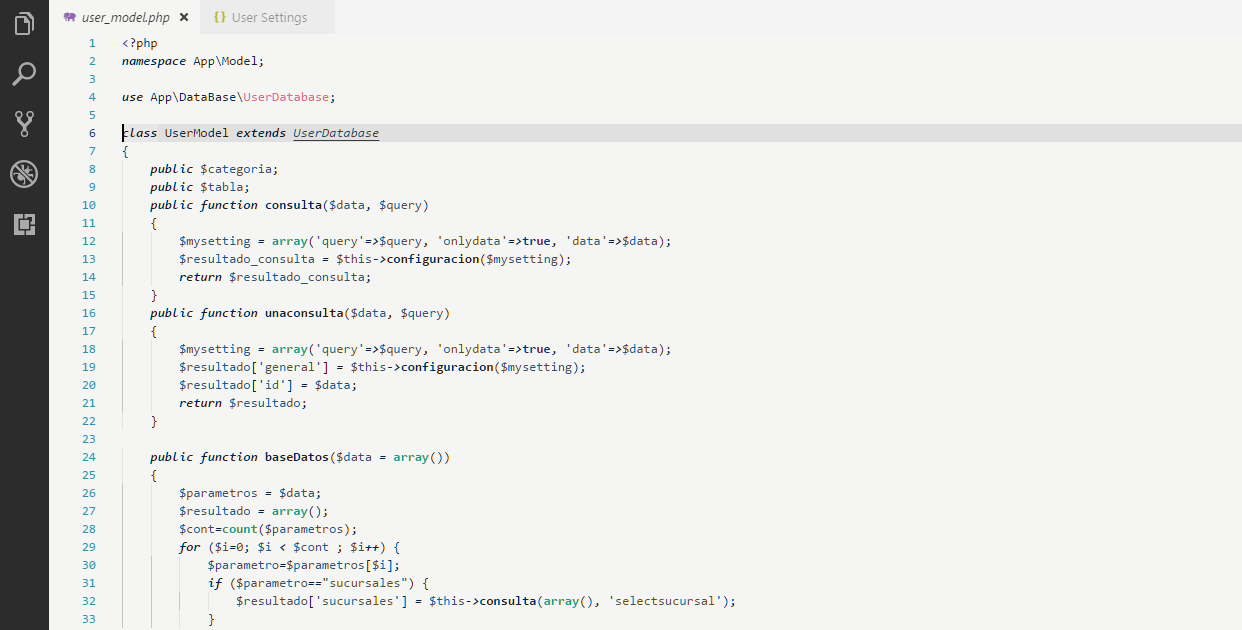 user_model.php × {} User Settings
1 <?php
2 namespace App\Model;
3
4 use App\DataBase\UserDatabase;
5
6 class UserModel extends UserDatabase
7 {
8 public $categoria;
9 public $tabla;
10 public function consulta($data, $query)
11 {
12 $mysetting = array('query'=>$query, 'onlydata'=>true, 'data'=>$data);
13 $resultado_consulta = $this->configuracion($mysetting);
14 return $resultado_consulta;
15 }
16 public function unaconsulta($data, $query)
17 {
18 $mysetting = array('query'=>$query, 'onlydata'=>true, 'data'=>$data);
19 $resultado['general'] = $this->configuracion($mysetting);
20 $resultado['id'] = $data;
21 return $resultado;
22 }
23
24 public function baseDatos($data = array())
25 {
26 $parametros = $data;
27 $resultado = array();
28 $cont=count($parametros);
29 for ($i=0; $i < $cont ; $i++) {
30 $parametro=$parametros[$i];
31 if ($parametro=="sucursales") {
32 $resultado['sucursales'] = $this->consulta(array(), 'selectsucursal');
33 }